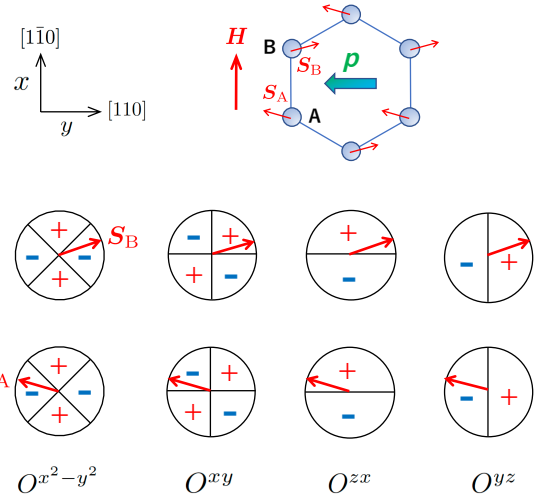 [11̄0]
x
y
[110]
H
B
S_B
p
S_A
A
+
−
−
+
S_B
−
+
+
−
+
−
−
+
+
−
−
+
A
−
+
+
−
+
−
−
+
O^{x²−y²}
O^{xy}
O^{zx}
O^{yz}